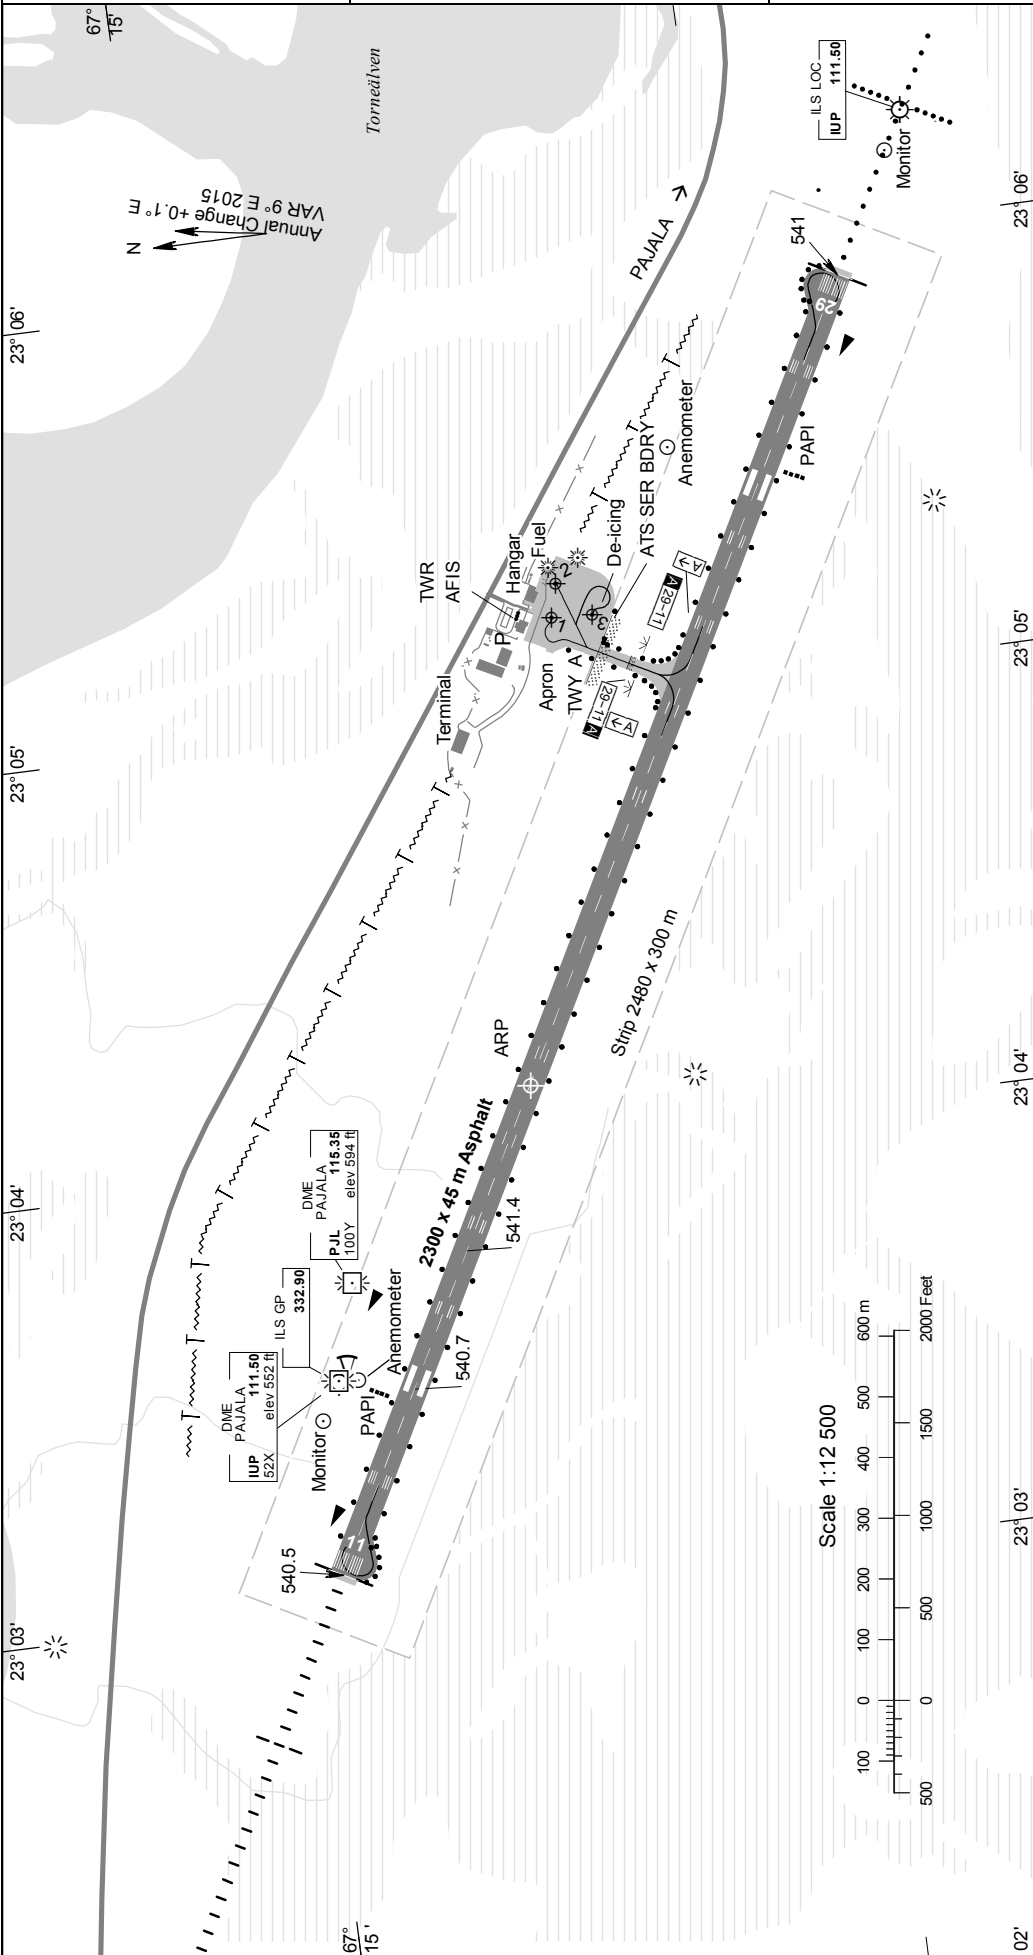 67°
15'
Torneälven
ILS LOC
IUP 111.50
Monitor
23° 06'
N
VAR 9° E 2015
Annual Change +0.1° E
PAJALA
541
29
23° 06'
Anemometer
PAPI
ATS SER BDRY
De-icing
Fuel
Hangar
TWR
AFIS
P
1
2
3
A
A 29-11
Apron
TWY A
29-11 A
A
Terminal
23° 05'
23° 05'
Strip 2480 x 300 m
ARP
2300 x 45 m Asphalt
541.4
23° 04'
23° 04'
DME
PAJALA
PJL 115.35
100Y elev 594 ft
ILS GP
332.90
DME
PAJALA
IUP 111.50
52X elev 552 ft
Anemometer
540.7
PAPI
Monitor
11
540.5
23° 03'
23° 03'
Scale 1:12 500
100 0 100 200 300 400 500 600 m
500 0 500 1000 1500 2000 Feet
67°
15'
02'